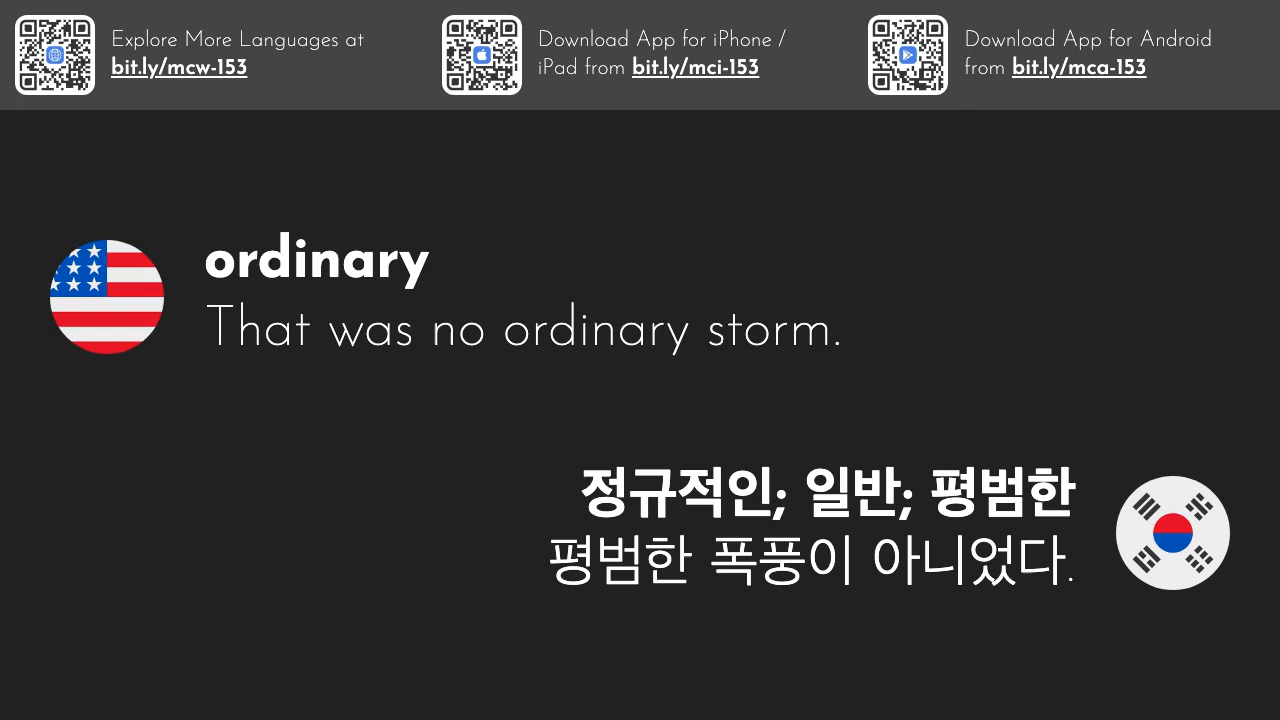 Explore More Languages at
bit.ly/mcw-153
Download App for iPhone /
iPad from bit.ly/mci-153
Download App for Android
from bit.ly/mca-153
ordinary
That was no ordinary storm.
정규적인; 일반; 평범한
평범한 폭풍이 아니었다.